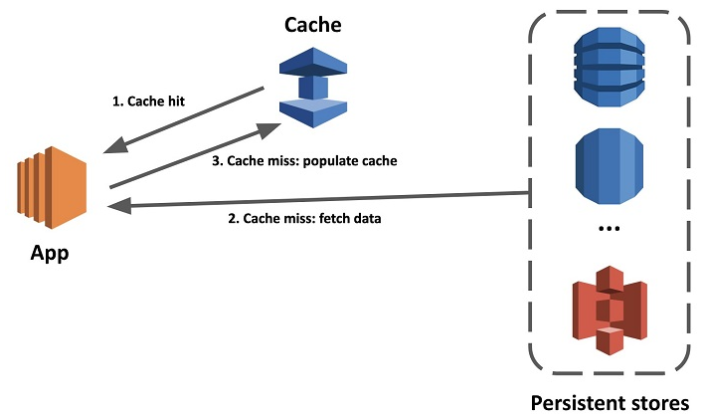 Cache
1. Cache hit
3. Cache miss: populate cache
2. Cache miss: fetch data
App
...
Persistent stores